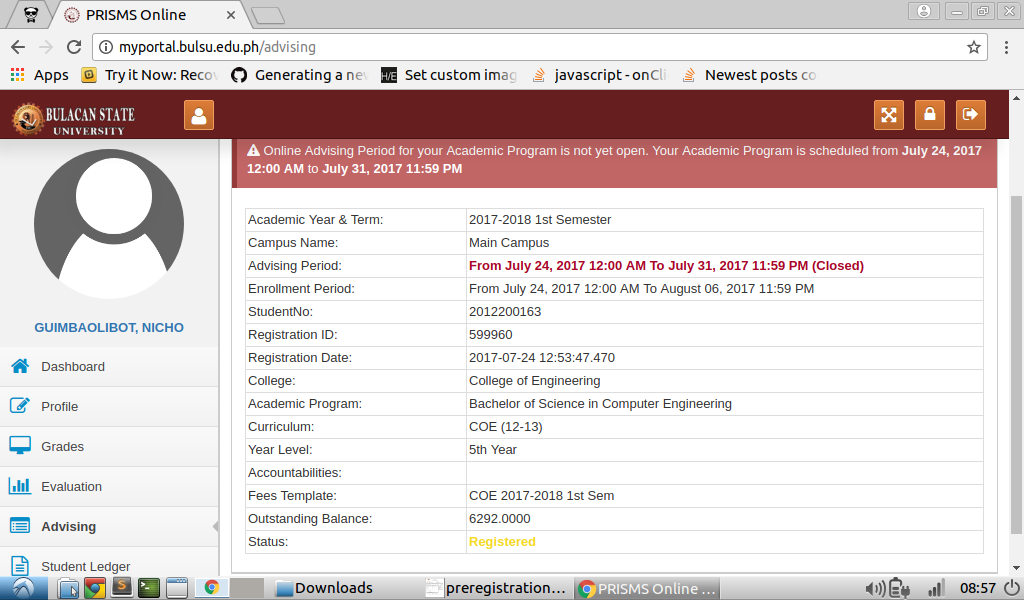 PRISMS Online
myportal.bulsu.edu.ph/advising
Apps Try it Now: Reco Generating a ne Set custom imag javascript - onCli Newest posts co
BULACAN STATE
UNIVERSITY
Online Advising Period for your Academic Program is not yet open. Your Academic Program is scheduled from July 24, 2017
12:00 AM to July 31, 2017 11:59 PM
Academic Year & Term: 2017-2018 1st Semester
Campus Name: Main Campus
Advising Period: From July 24, 2017 12:00 AM To July 31, 2017 11:59 PM (Closed)
Enrollment Period: From July 24, 2017 12:00 AM To August 06, 2017 11:59 PM
StudentNo: 2012200163
Registration ID: 599960
Registration Date: 2017-07-24 12:53:47.470
College: College of Engineering
Academic Program: Bachelor of Science in Computer Engineering
Curriculum: COE (12-13)
Year Level: 5th Year
Accountabilities:
Fees Template: COE 2017-2018 1st Sem
Outstanding Balance: 6292.0000
Status: Registered
GUIMBAOLIBOT, NICHO
Dashboard
Profile
Grades
Evaluation
Advising
Student Ledger
Downloads preregistration... PRISMS Online ... 08:57